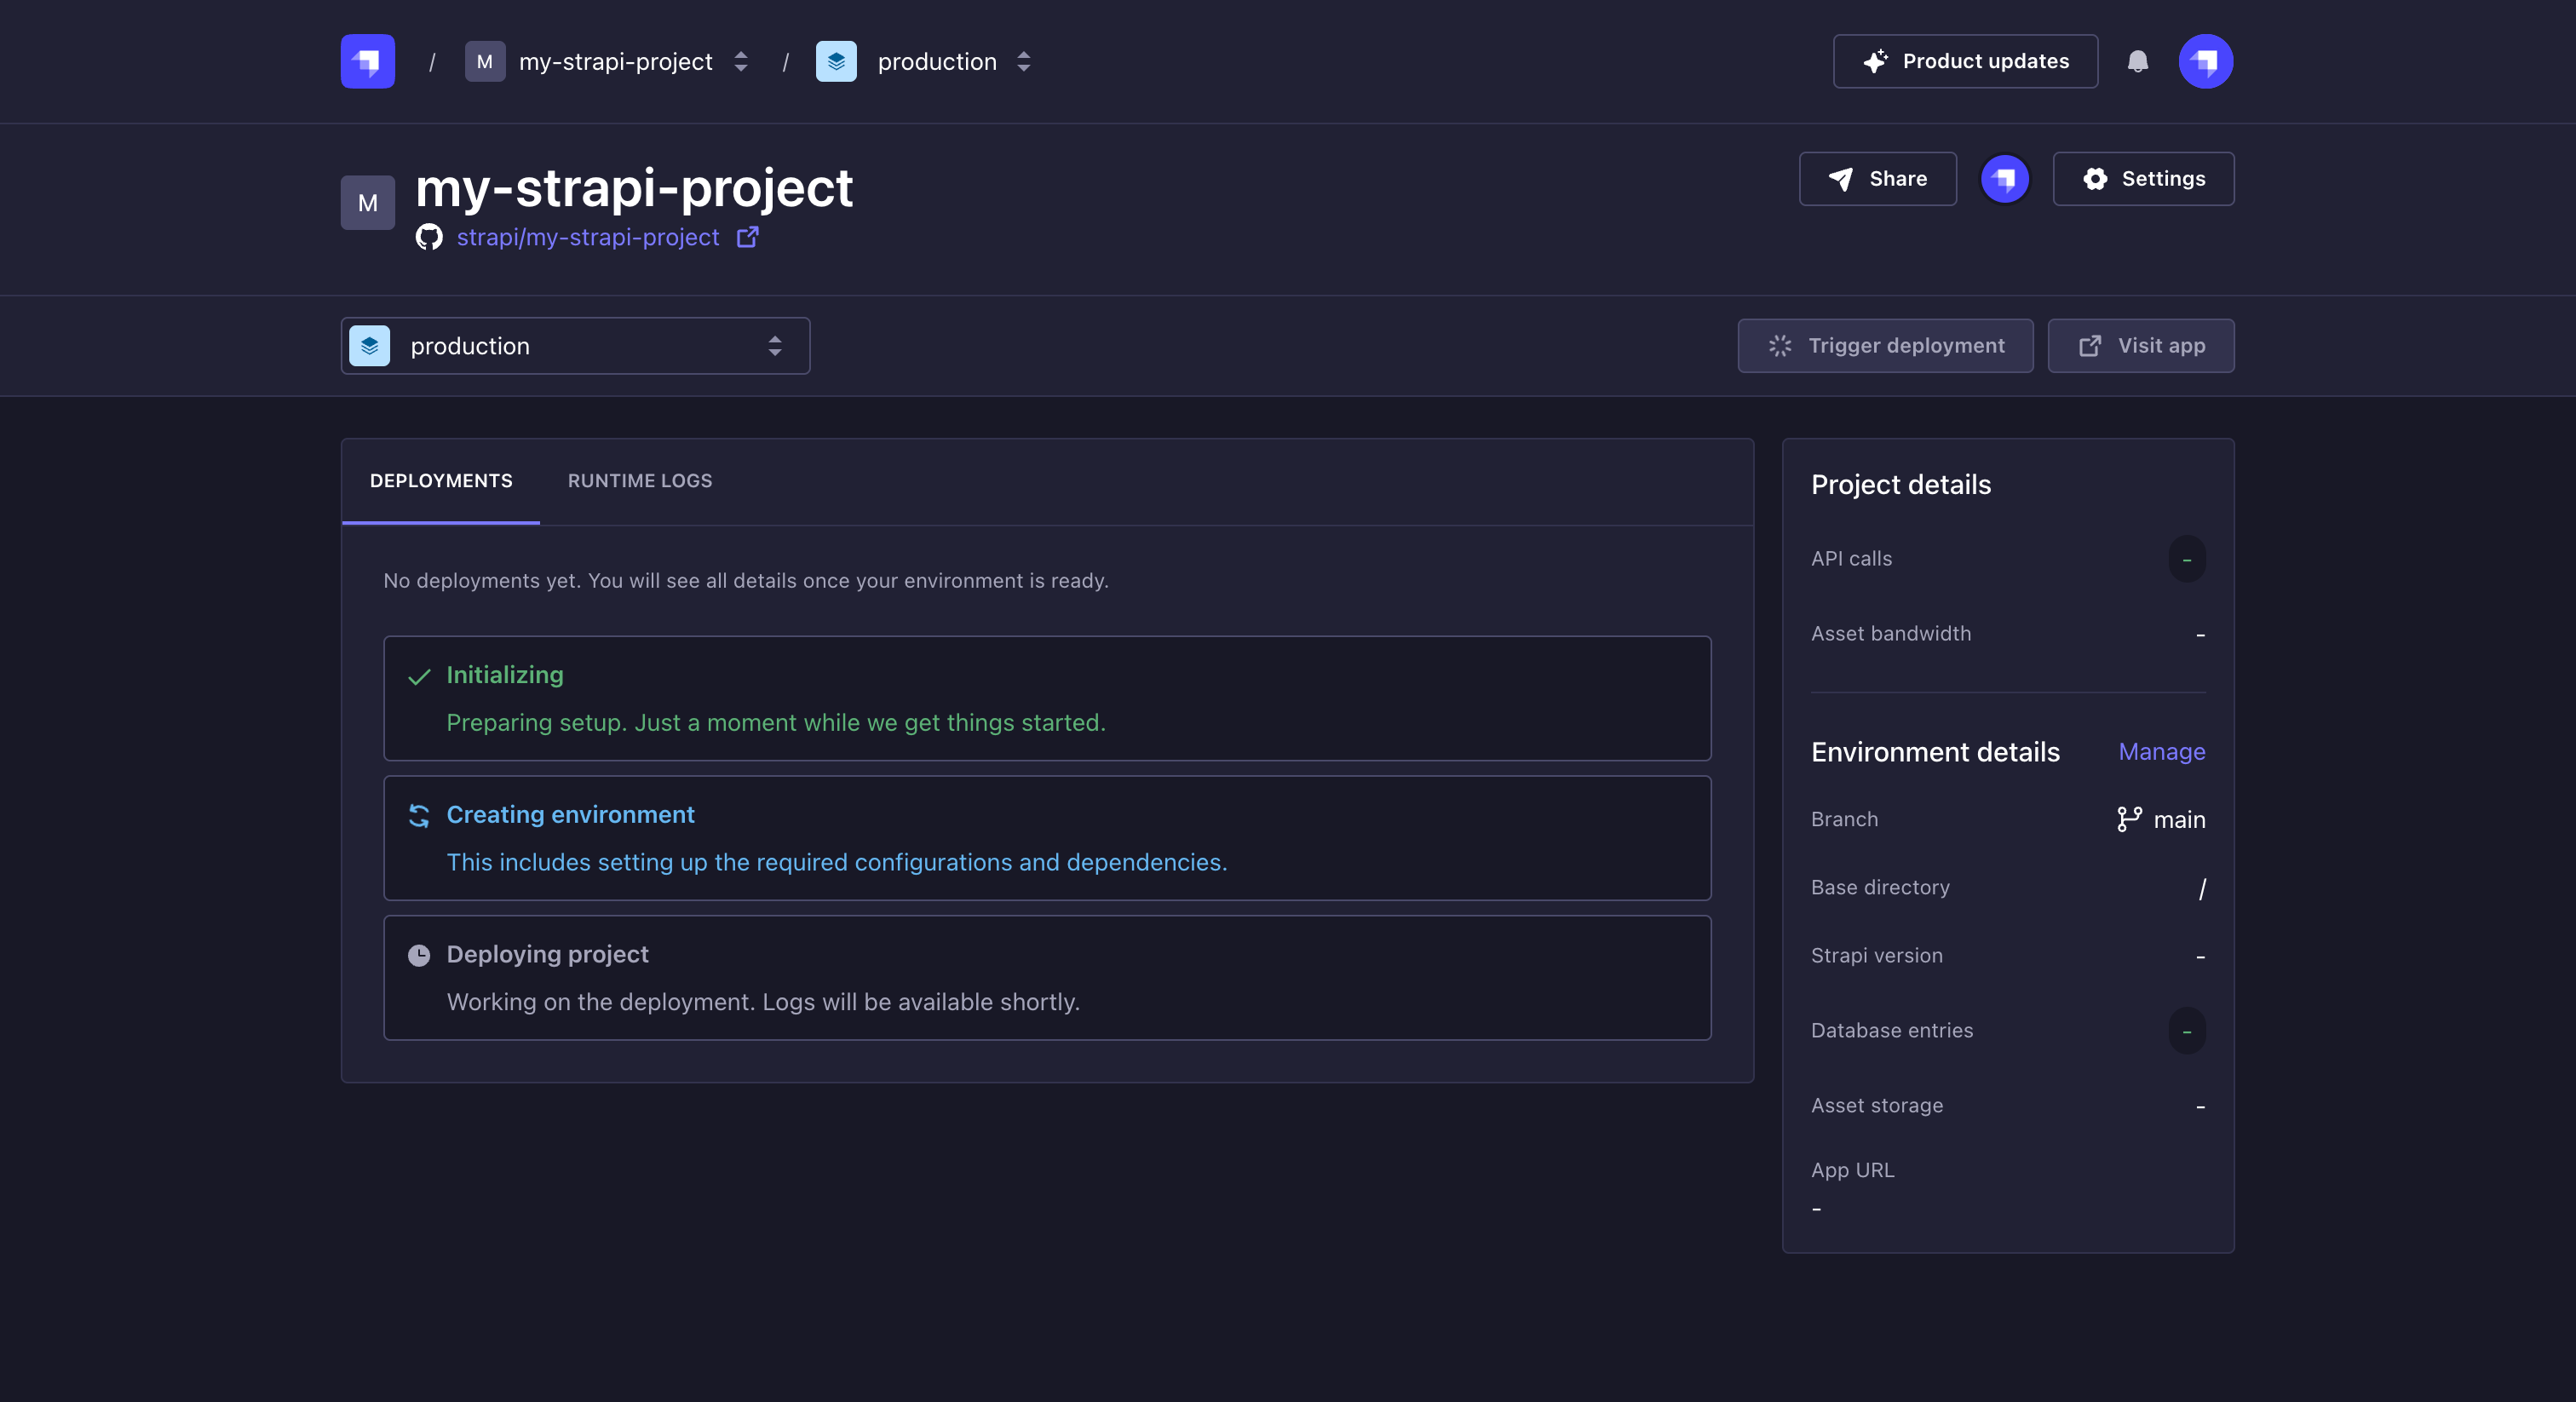 / M my-strapi-project / production Product updates
M my-strapi-project Share Settings
strapi/my-strapi-project
production Trigger deployment Visit app
DEPLOYMENTS RUNTIME LOGS
No deployments yet. You will see all details once your environment is ready.
Initializing
Preparing setup. Just a moment while we get things started.
Creating environment
This includes setting up the required configurations and dependencies.
Deploying project
Working on the deployment. Logs will be available shortly.
Project details
API calls -
Asset bandwidth -
Environment details Manage
Branch main
Base directory /
Strapi version -
Database entries -
Asset storage -
App URL
-